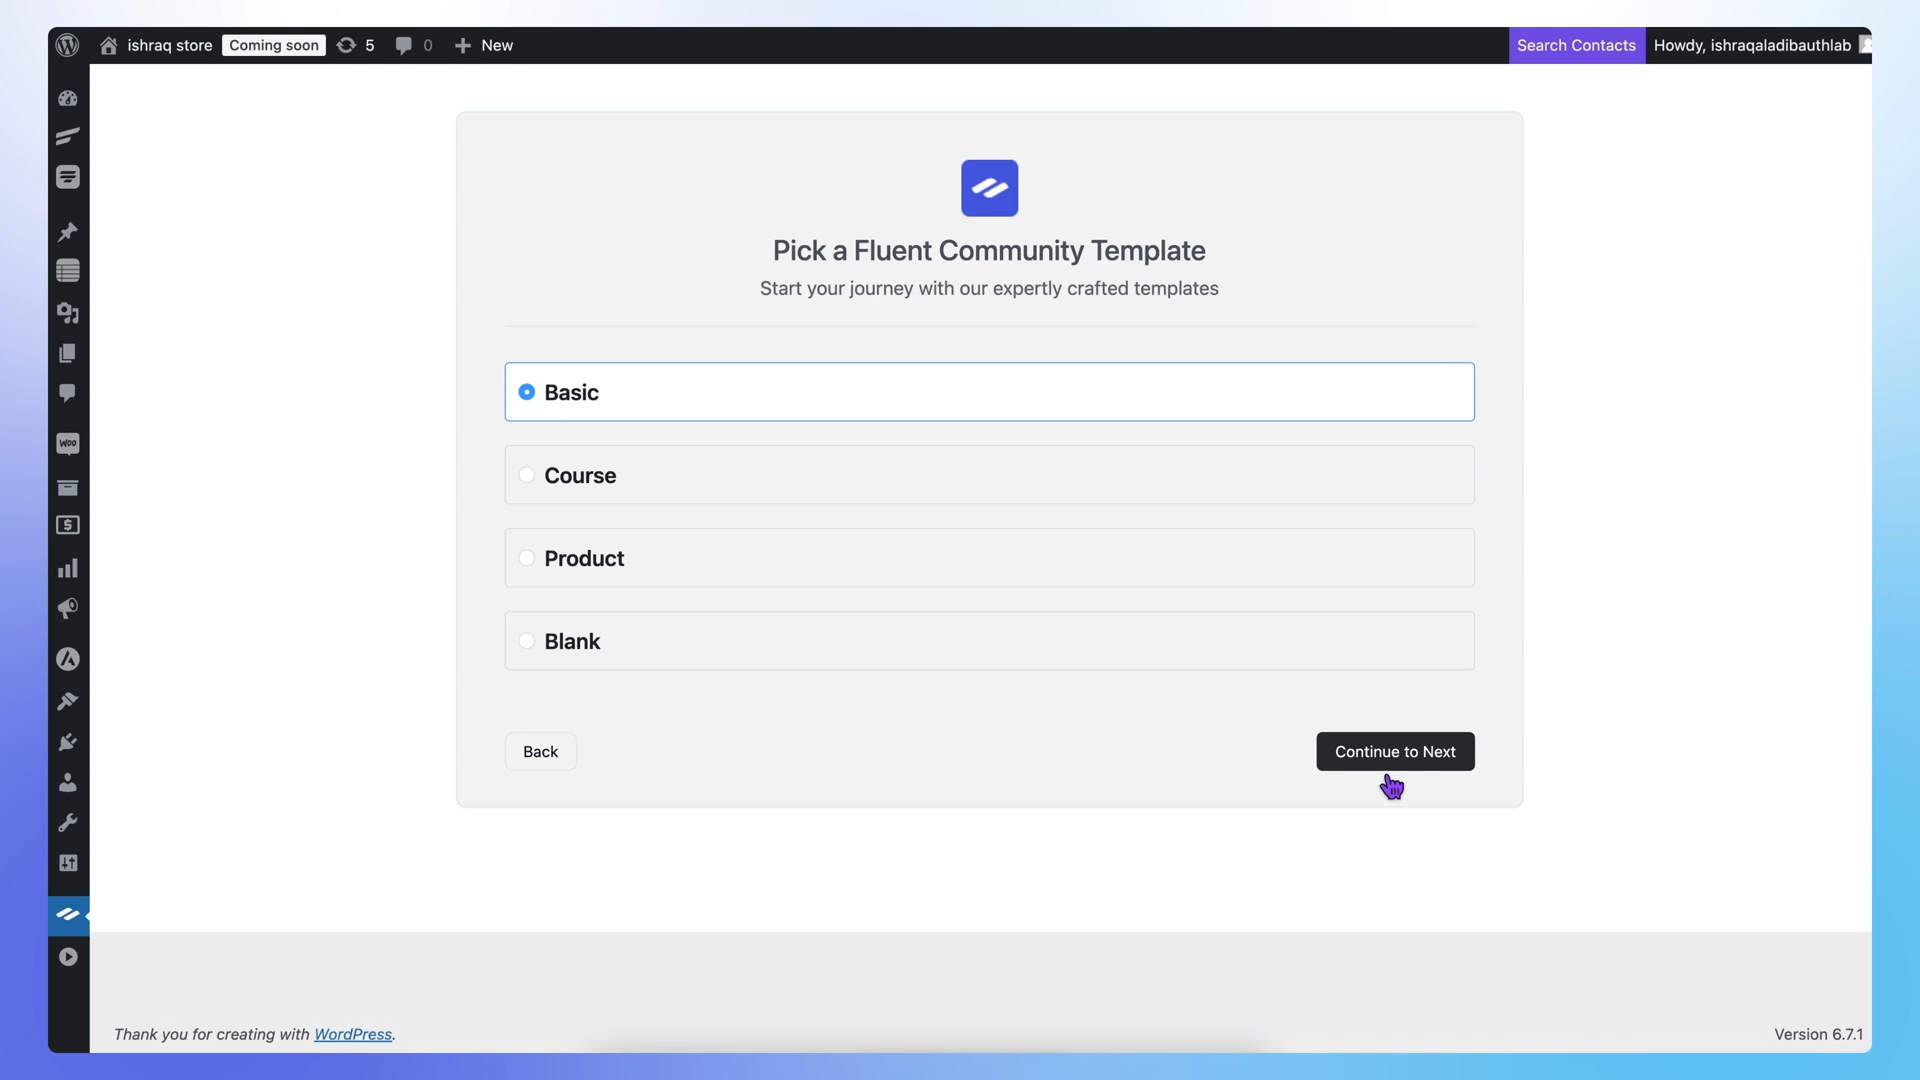 ishraq store
Coming soon
5
0
New
Search Contacts
Howdy, ishraqaladibauthlab
Pick a Fluent Community Template
Start your journey with our expertly crafted templates
Basic
Course
Product
Blank
Back
Continue to Next
Woo
Thank you for creating with WordPress.
Version 6.7.1